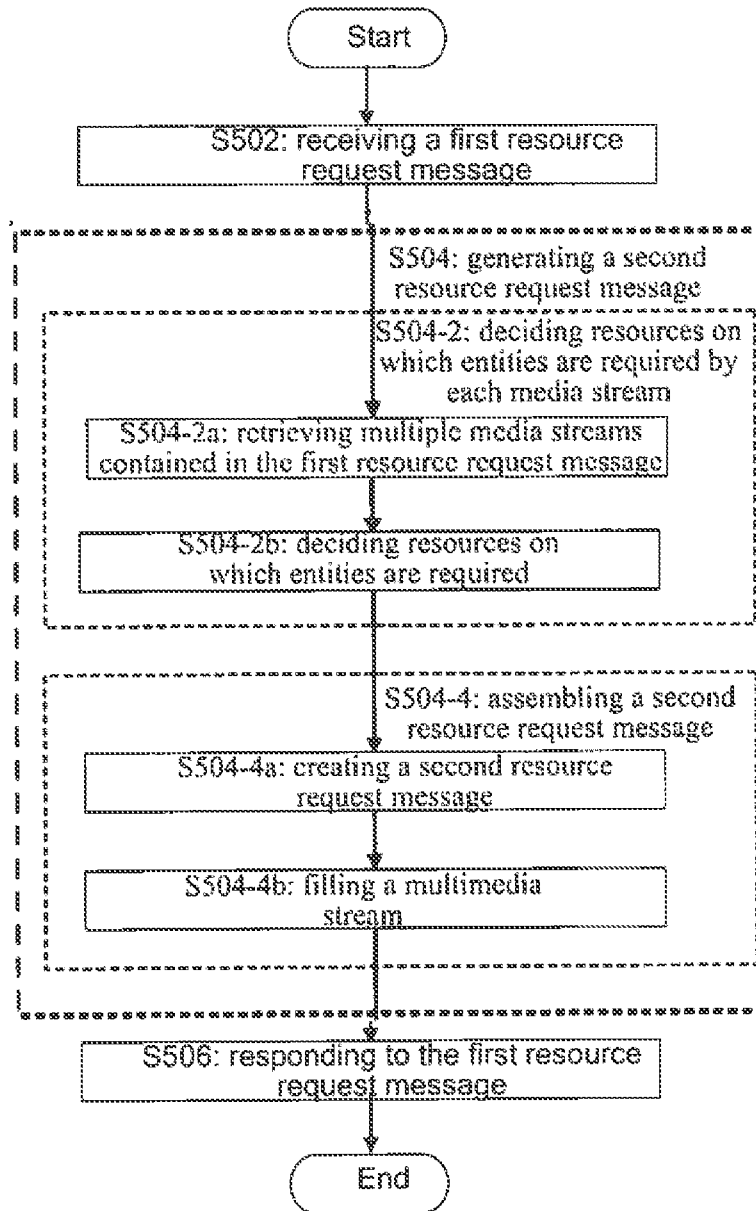 Start
S502: receiving a first resource
request message
S504: generating a second
resource request message
S504-2: deciding resources on
which entities are required by
each media stream
S504-2a: retrieving multiple media streams
contained in the first resource request message
S504-2b: deciding resources on
which entities are required
S504-4: assembling a second
resource request message
S504-4a: creating a second resource
request message
S504-4b: filling a multimedia
stream
S506: responding to the first resource
request message
End